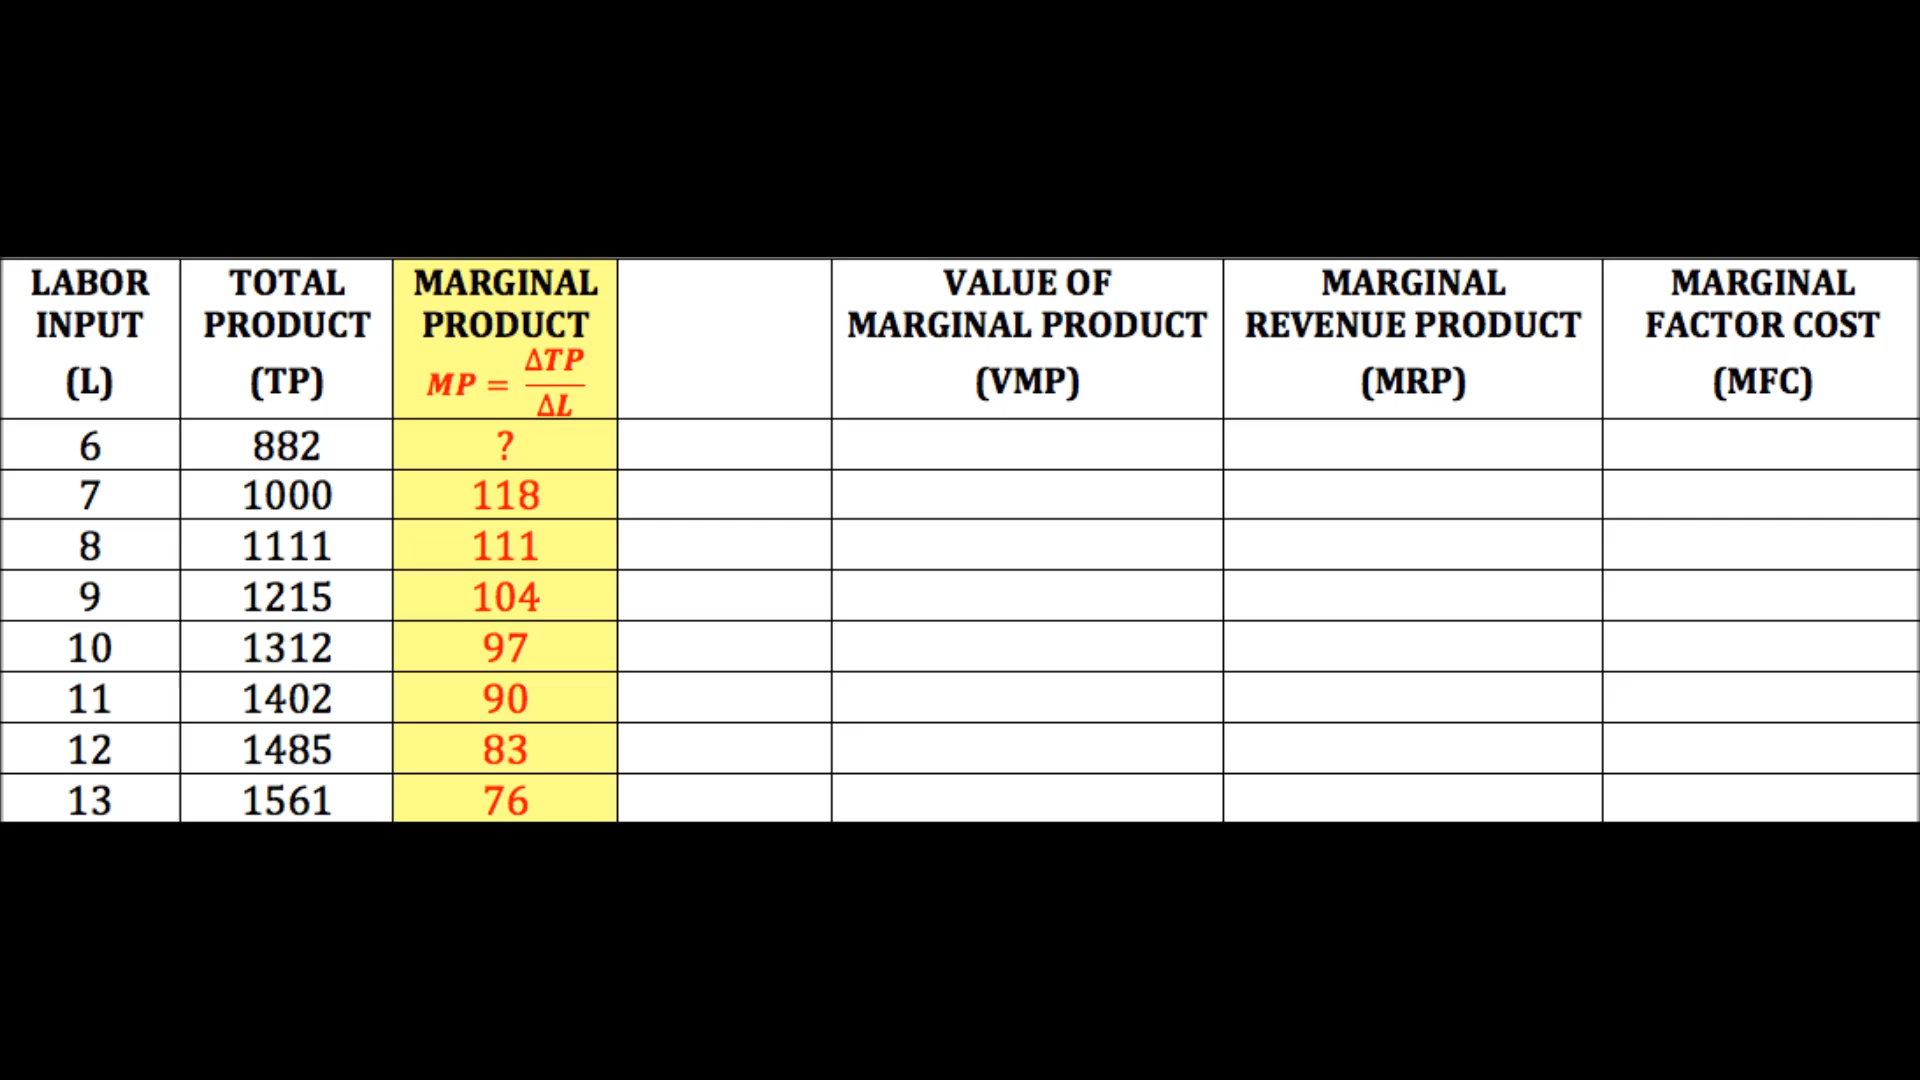 LABOR INPUT (L) TOTAL PRODUCT (TP) MARGINAL PRODUCT MP = ΔTP/ΔL VALUE OF MARGINAL PRODUCT (VMP) MARGINAL REVENUE PRODUCT (MRP) MARGINAL FACTOR COST (MFC)
6 882 ?
7 1000 118
8 1111 111
9 1215 104
10 1312 97
11 1402 90
12 1485 83
13 1561 76